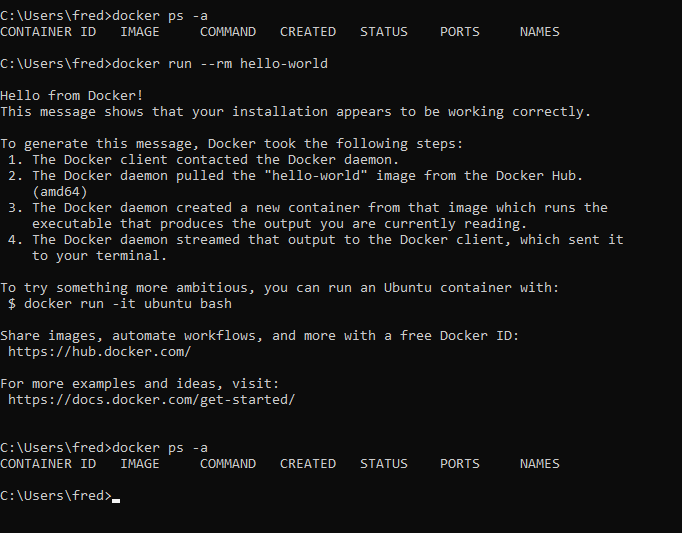 C:\Users\fred>docker ps -a
CONTAINER ID   IMAGE     COMMAND   CREATED   STATUS    PORTS     NAMES
C:\Users\fred>docker run --rm hello-world
Hello from Docker!
This message shows that your installation appears to be working correctly.
To generate this message, Docker took the following steps:
 1. The Docker client contacted the Docker daemon.
 2. The Docker daemon pulled the "hello-world" image from the Docker Hub.
    (amd64)
 3. The Docker daemon created a new container from that image which runs the
    executable that produces the output you are currently reading.
 4. The Docker daemon streamed that output to the Docker client, which sent it
    to your terminal.
To try something more ambitious, you can run an Ubuntu container with:
 $ docker run -it ubuntu bash
Share images, automate workflows, and more with a free Docker ID:
 https://hub.docker.com/
For more examples and ideas, visit:
 https://docs.docker.com/get-started/
C:\Users\fred>docker ps -a
CONTAINER ID   IMAGE     COMMAND   CREATED   STATUS    PORTS     NAMES
C:\Users\fred>